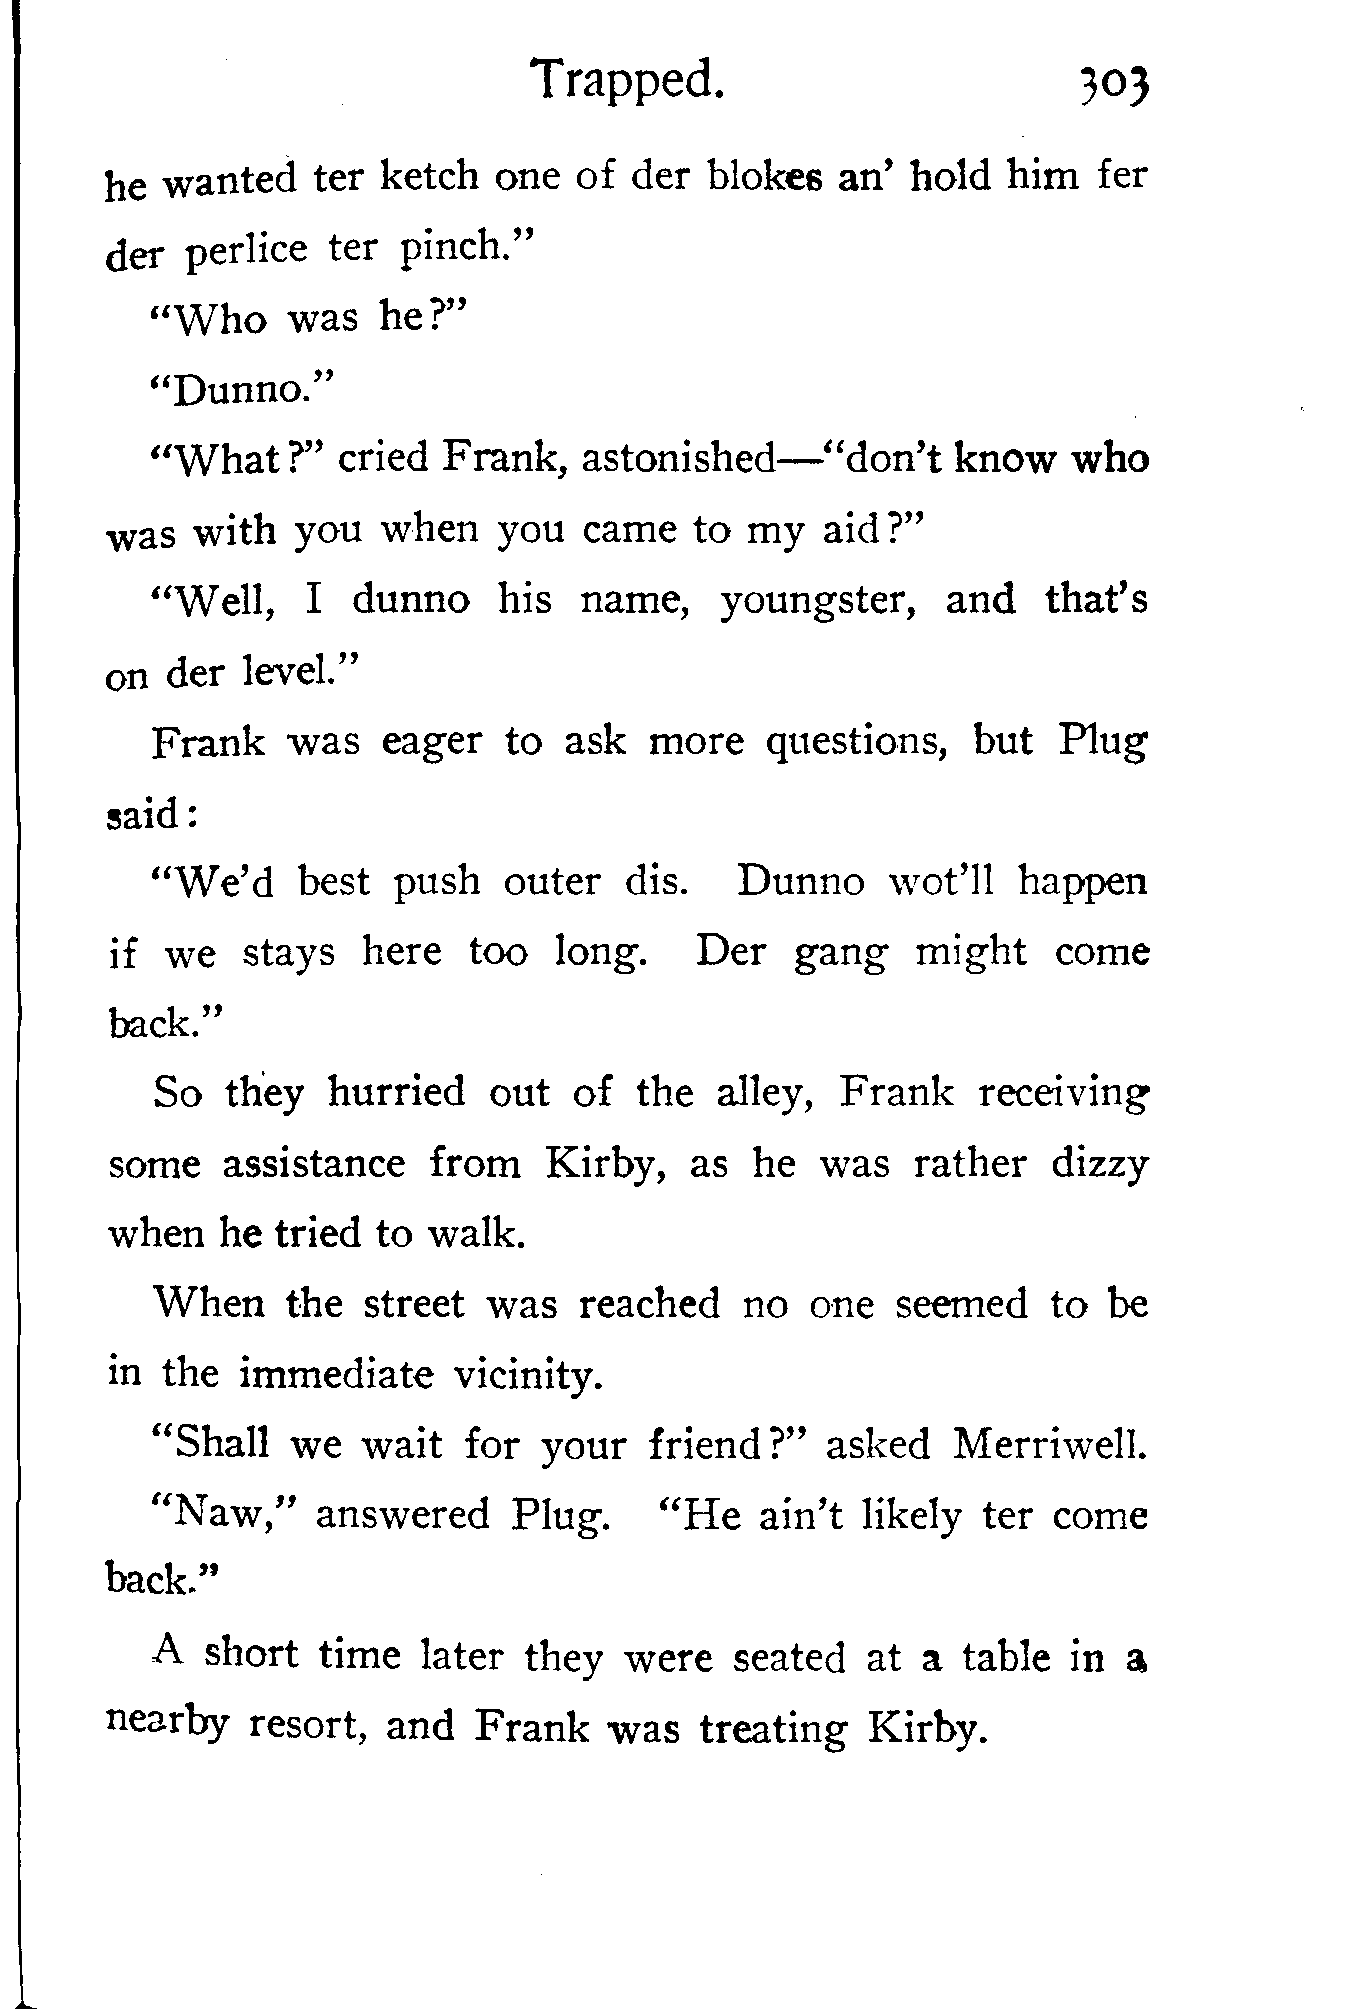 Trapped. 303
he wanted ter ketch one of der blokes an' hold him fer
der perlice ter pinch."
"Who was he?"
"Dunno."
"What?" cried Frank, astonished—"don't know who
was with you when you came to my aid?"
"Well, I dunno his name, youngster, and that's
on der level."
Frank was eager to ask more questions, but Plug
said:
"We'd best push outer dis. Dunno wot'll happen
if we stays here too long. Der gang might come
back."
So they hurried out of the alley, Frank receiving
some assistance from Kirby, as he was rather dizzy
when he tried to walk.
When the street was reached no one seemed to be
in the immediate vicinity.
"Shall we wait for your friend?" asked Merriwell.
"Naw," answered Plug. "He ain't likely ter come
back."
A short time later they were seated at a table in a
nearby resort, and Frank was treating Kirby.